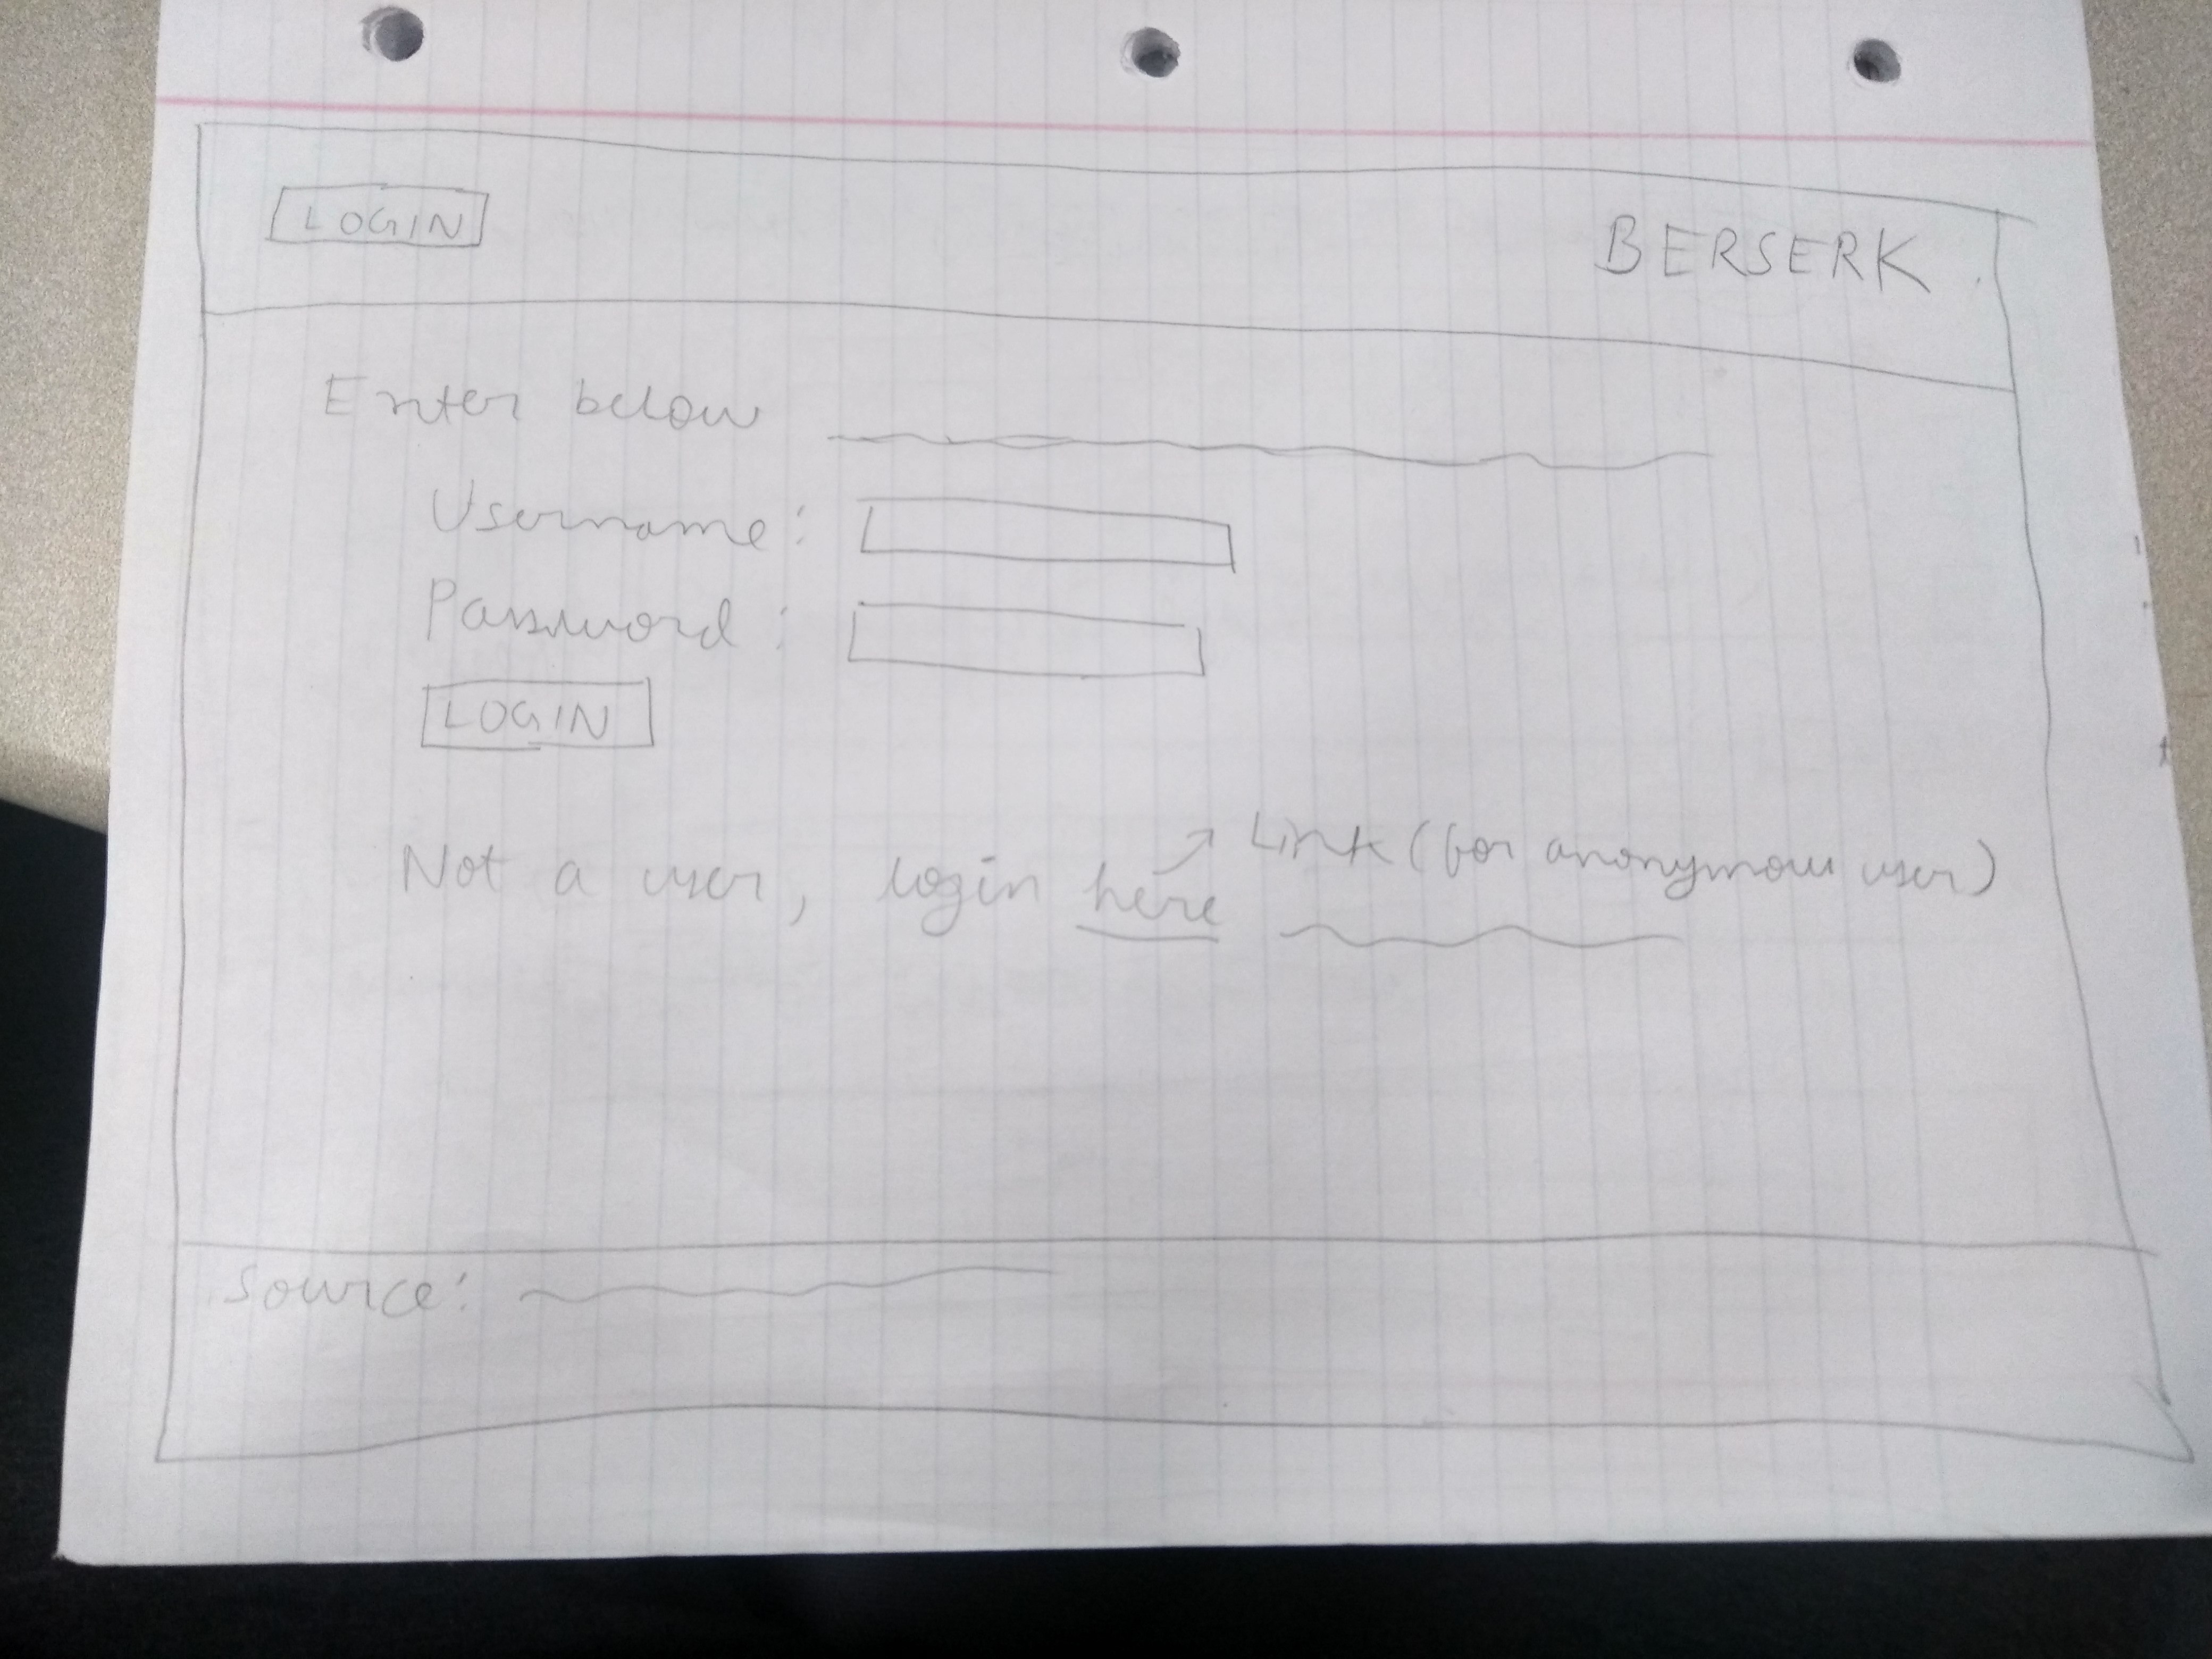 LOGIN
BERSERK
Enter below
Username:
Password:
LOGIN
Not a user, login here
Link (for anonymous user)
Source: